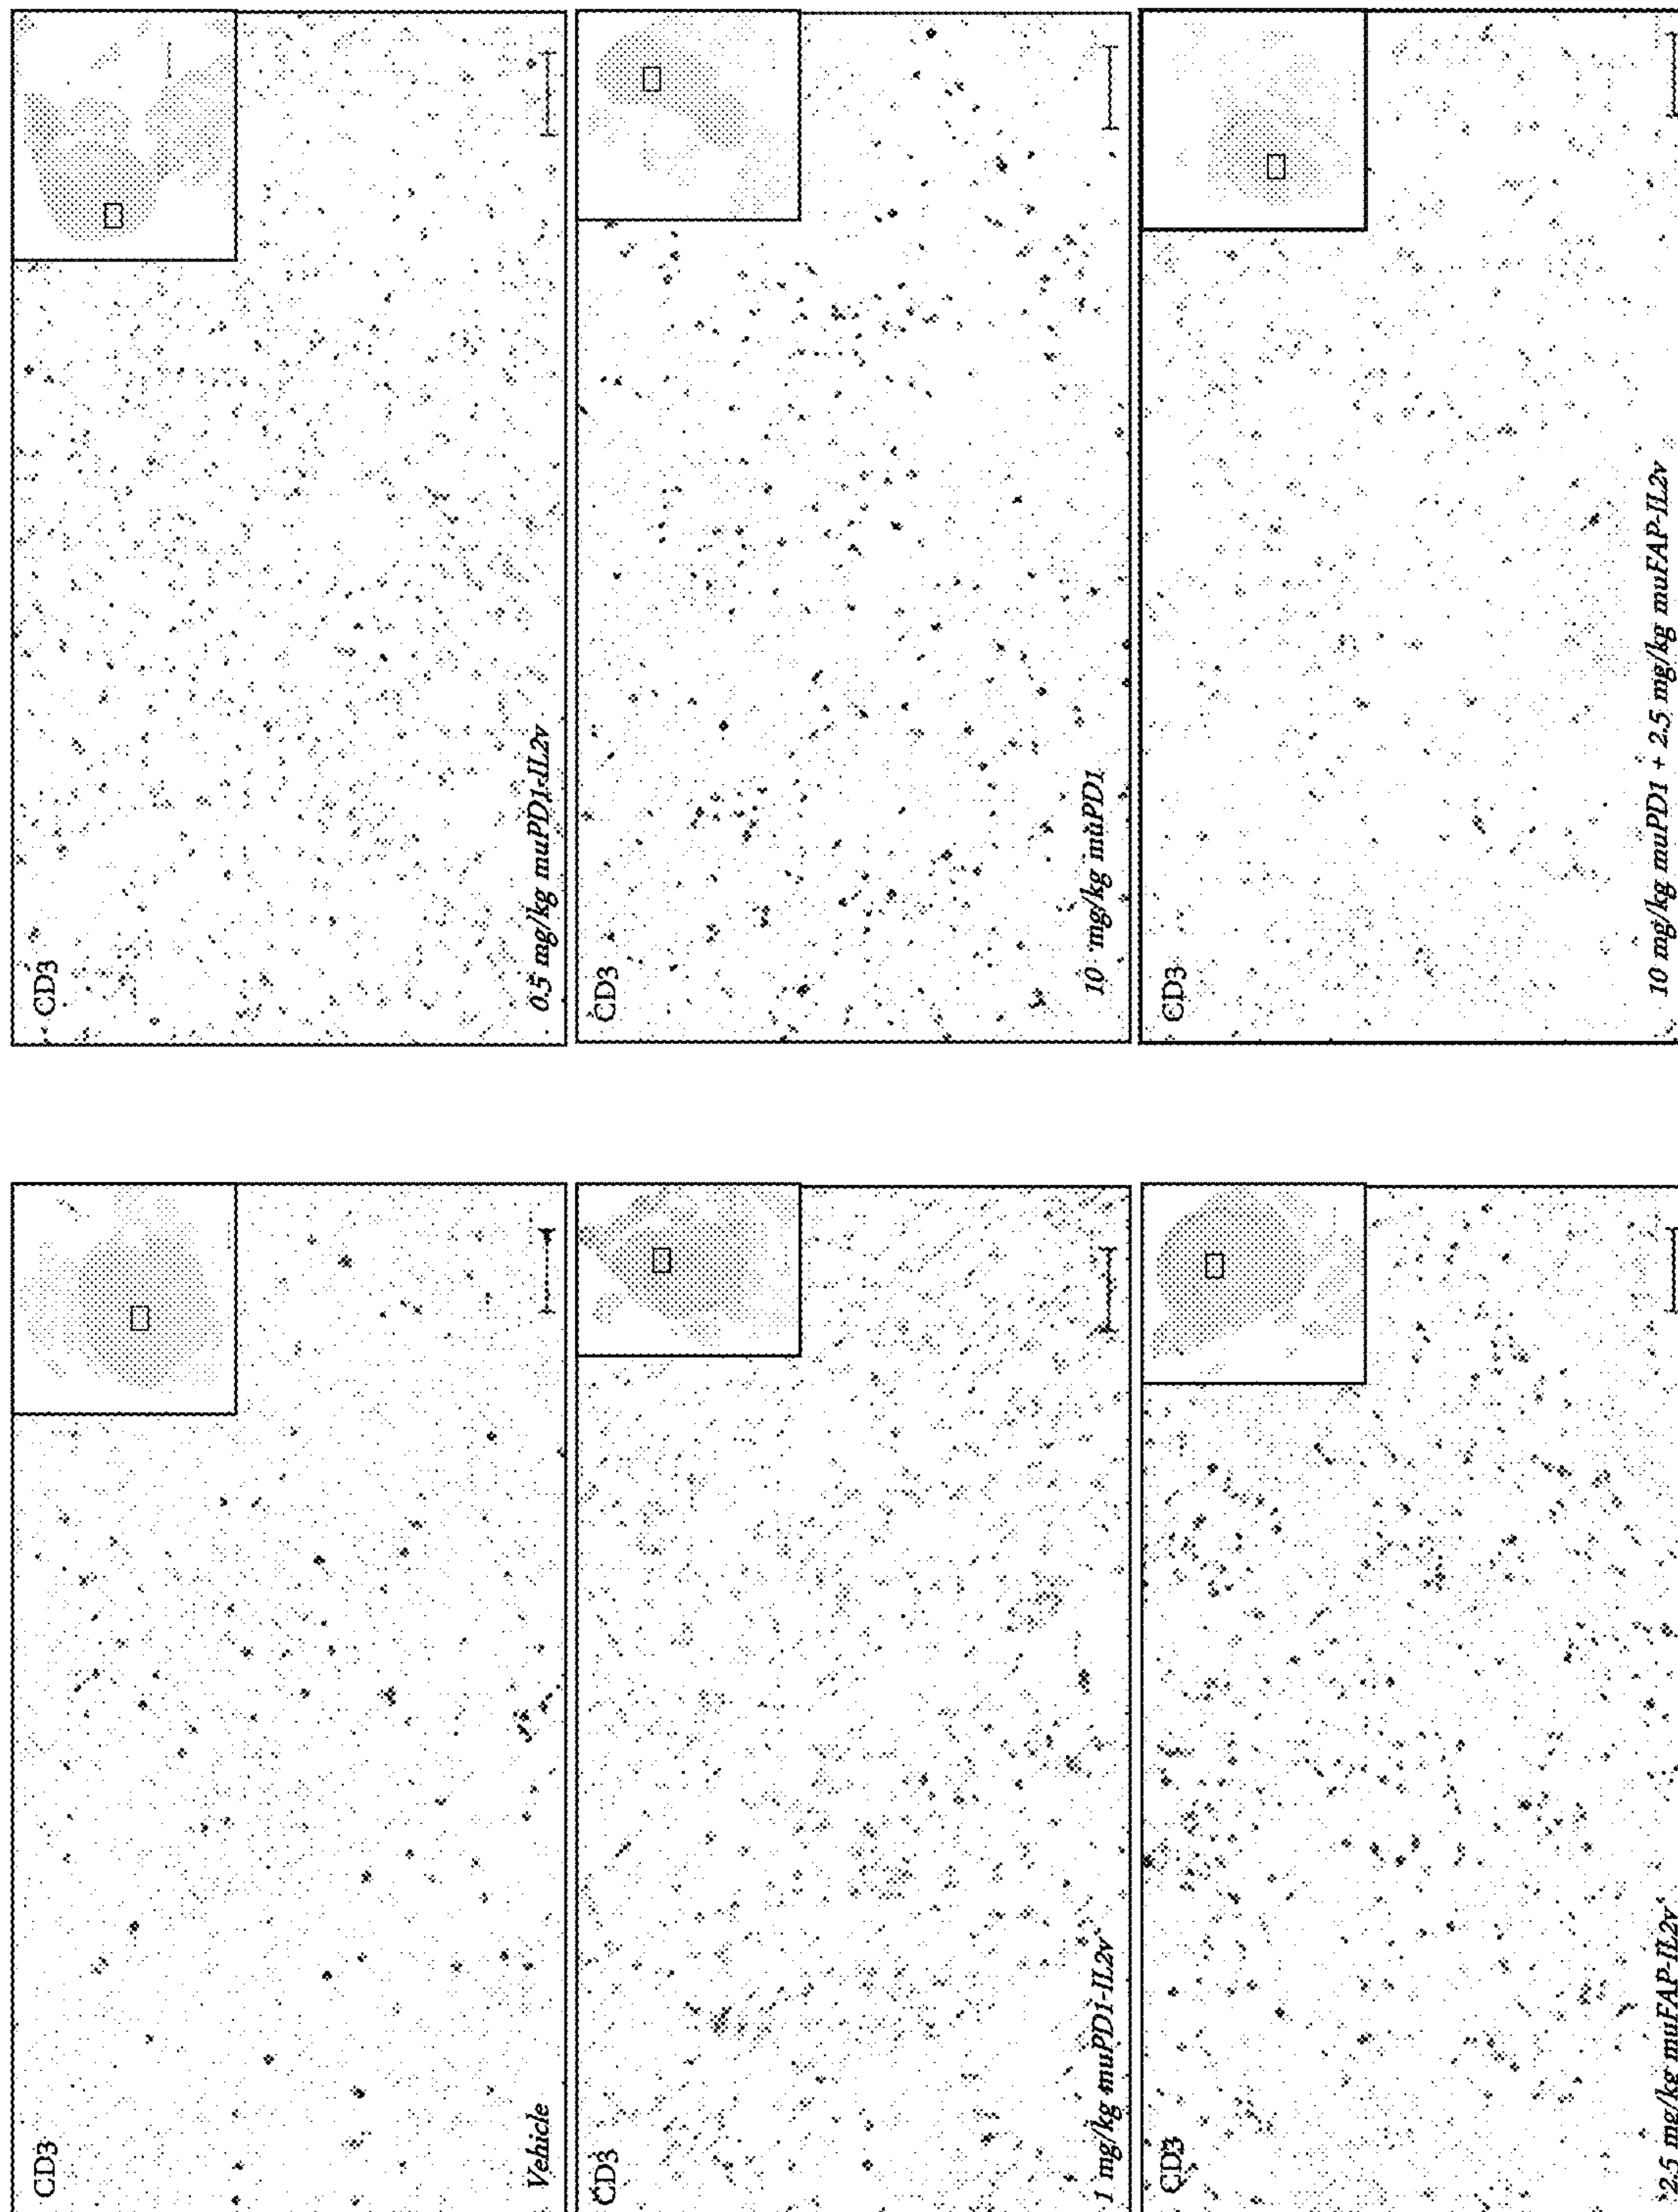 CD3
Vehicle
CD3
0.5 mg/kg muPD1-IL2v
CD3
1 mg/kg muPD1-IL2v
CD3
10 mg/kg muPD1
CD3
2.5 mg/kg muFAP-IL2v
CD3
10 mg/kg muPD1 + 2.5 mg/kg muFAP-IL2v